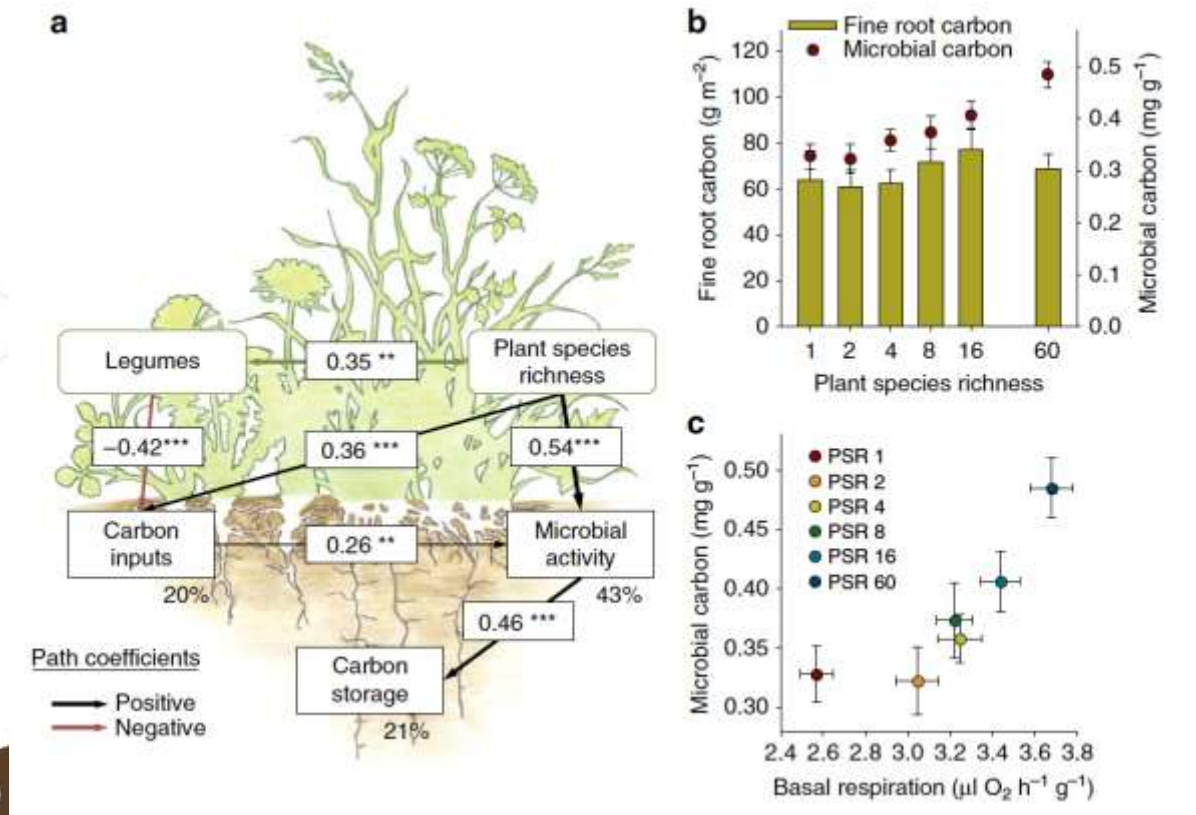 a
Legumes
0.35 **
Plant species
richness
−0.42***
0.36 ***
0.54***
Carbon
inputs
0.26 **
Microbial
activity
20%
43%
0.46 ***
Carbon
storage
21%
Path coefficients
Positive
Negative
b
Fine root carbon
Microbial carbon
Fine root carbon (g m⁻²)
120
100
80
60
40
20
0
Microbial carbon (mg g⁻¹)
0.5
0.4
0.3
0.2
0.1
0.0
1 2 4 8 16 60
Plant species richness
c
PSR 1
PSR 2
PSR 4
PSR 8
PSR 16
PSR 60
Microbial carbon (mg g⁻¹)
0.50
0.45
0.40
0.35
0.30
2.4 2.6 3.0 3.2 3.4 3.6 3.8
Basal respiration (μl O₂ h⁻¹ g⁻¹)